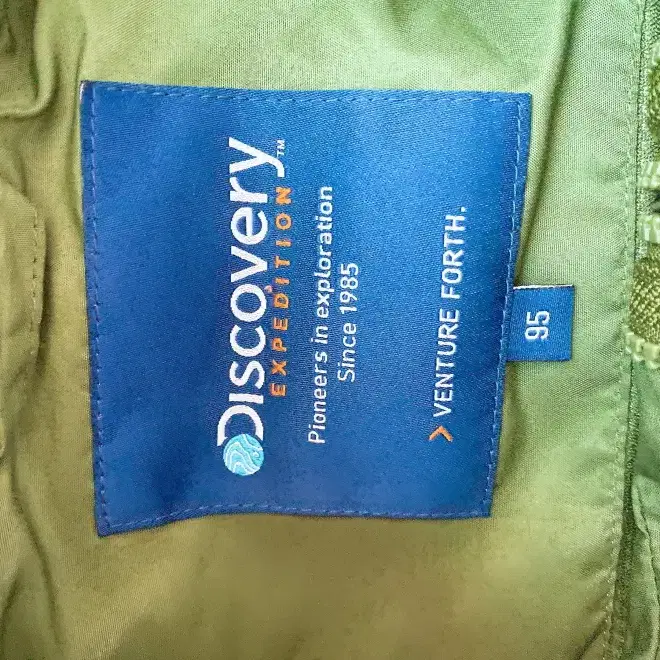 Discovery™
EXPEDITION
Pioneers in exploration
Since 1985
> VENTURE FORTH.
95